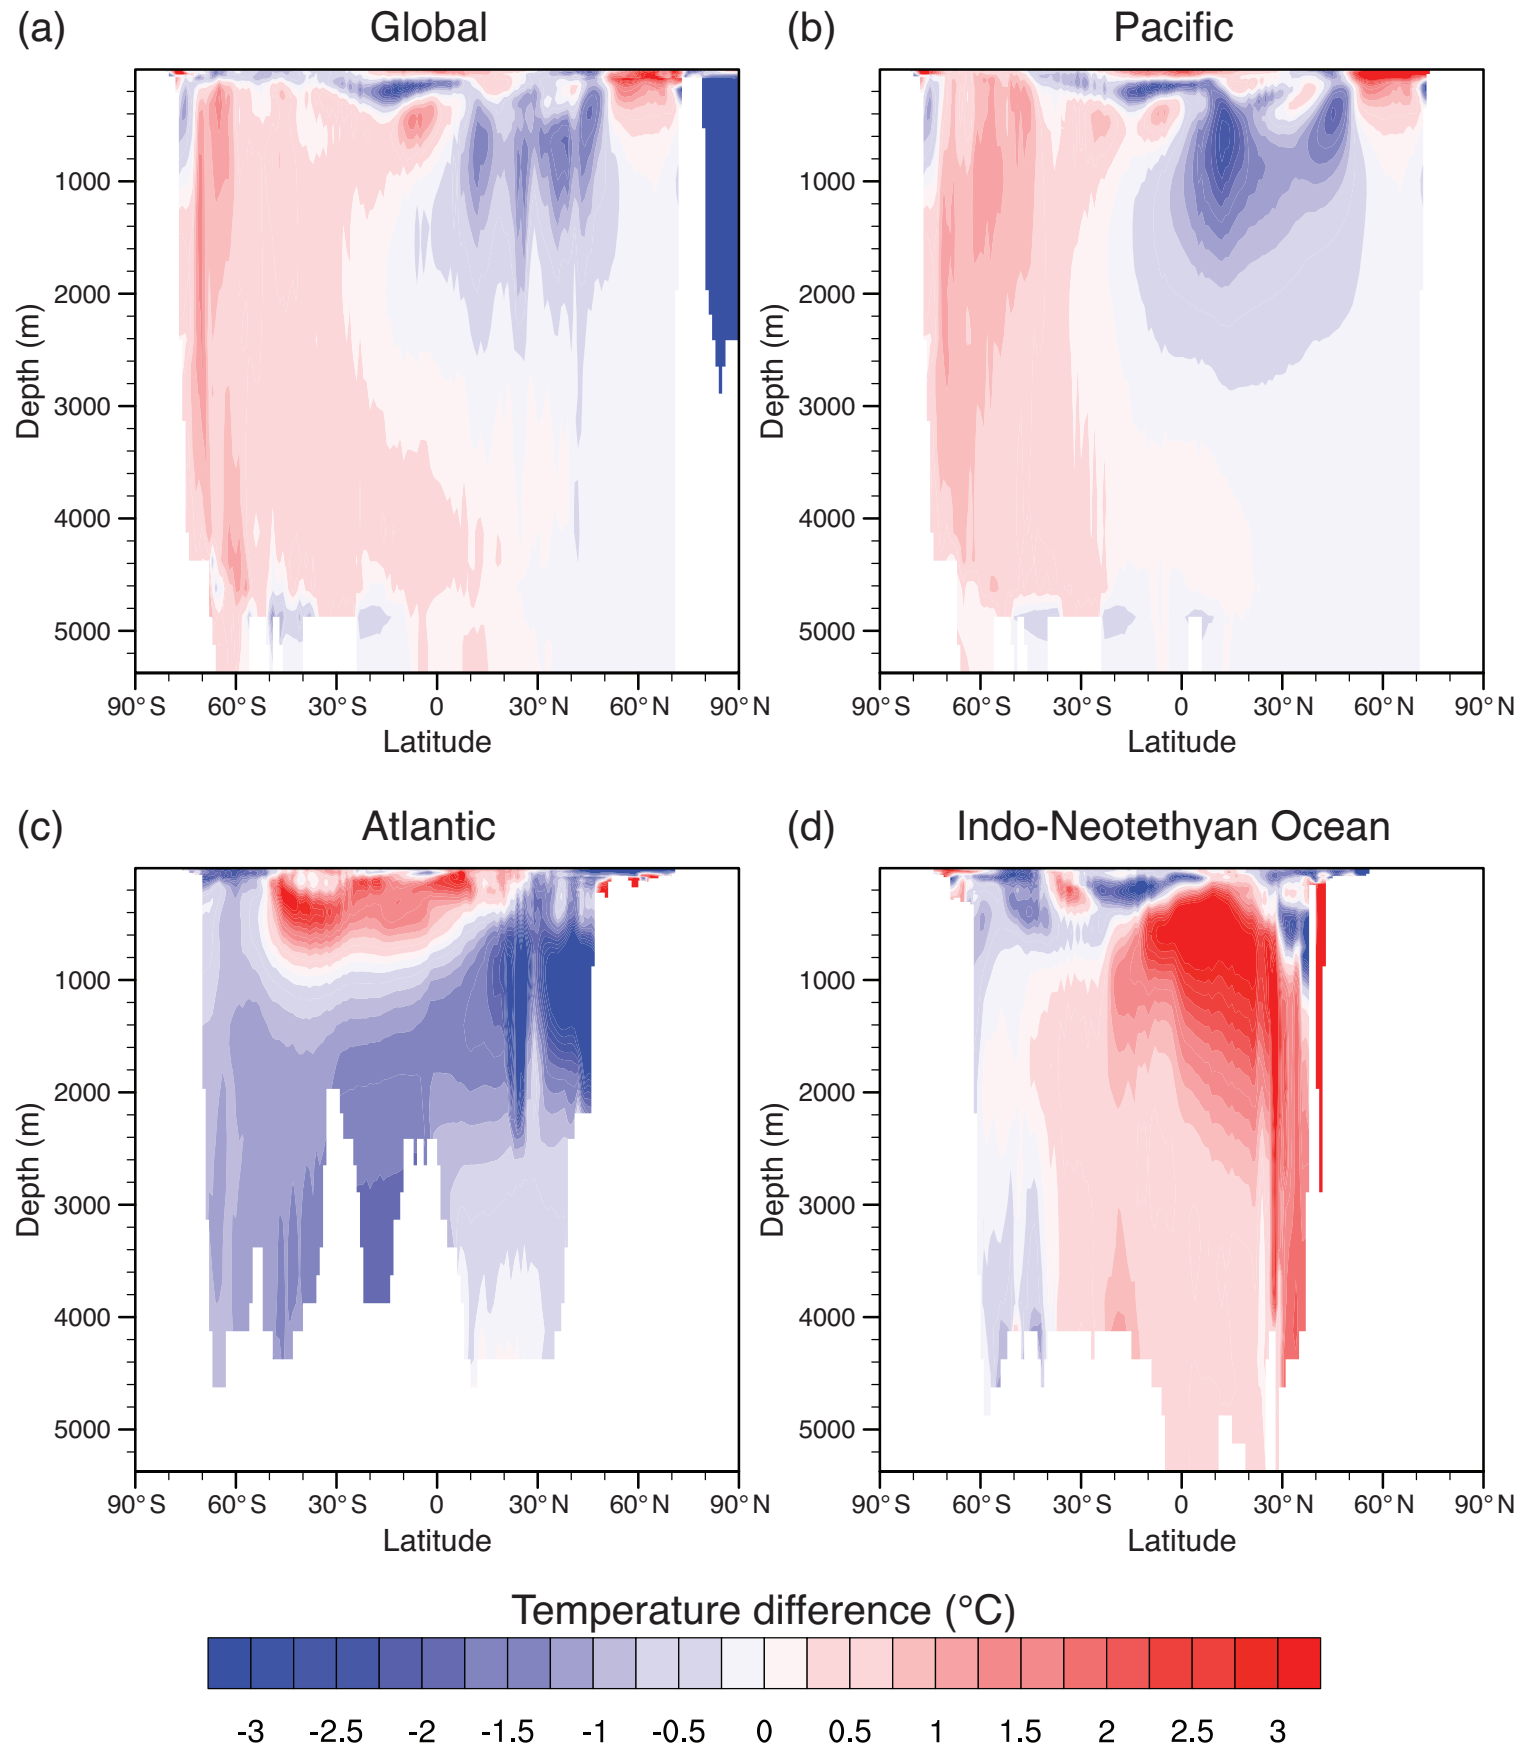 (a) Global
(b) Pacific
Depth (m)
1000
2000
3000
4000
5000
90° S 60° S 30° S 0 30° N 60° N 90° N
Latitude
Depth (m)
1000
2000
3000
4000
5000
90° S 60° S 30° S 0 30° N 60° N 90° N
Latitude
(c) Atlantic
(d) Indo-Neotethyan Ocean
Depth (m)
1000
2000
3000
4000
5000
90° S 60° S 30° S 0 30° N 60° N 90° N
Latitude
Depth (m)
1000
2000
3000
4000
5000
90° S 60° S 30° S 0 30° N 60° N 90° N
Latitude
Temperature difference (°C)
-3 -2.5 -2 -1.5 -1 -0.5 0 0.5 1 1.5 2 2.5 3